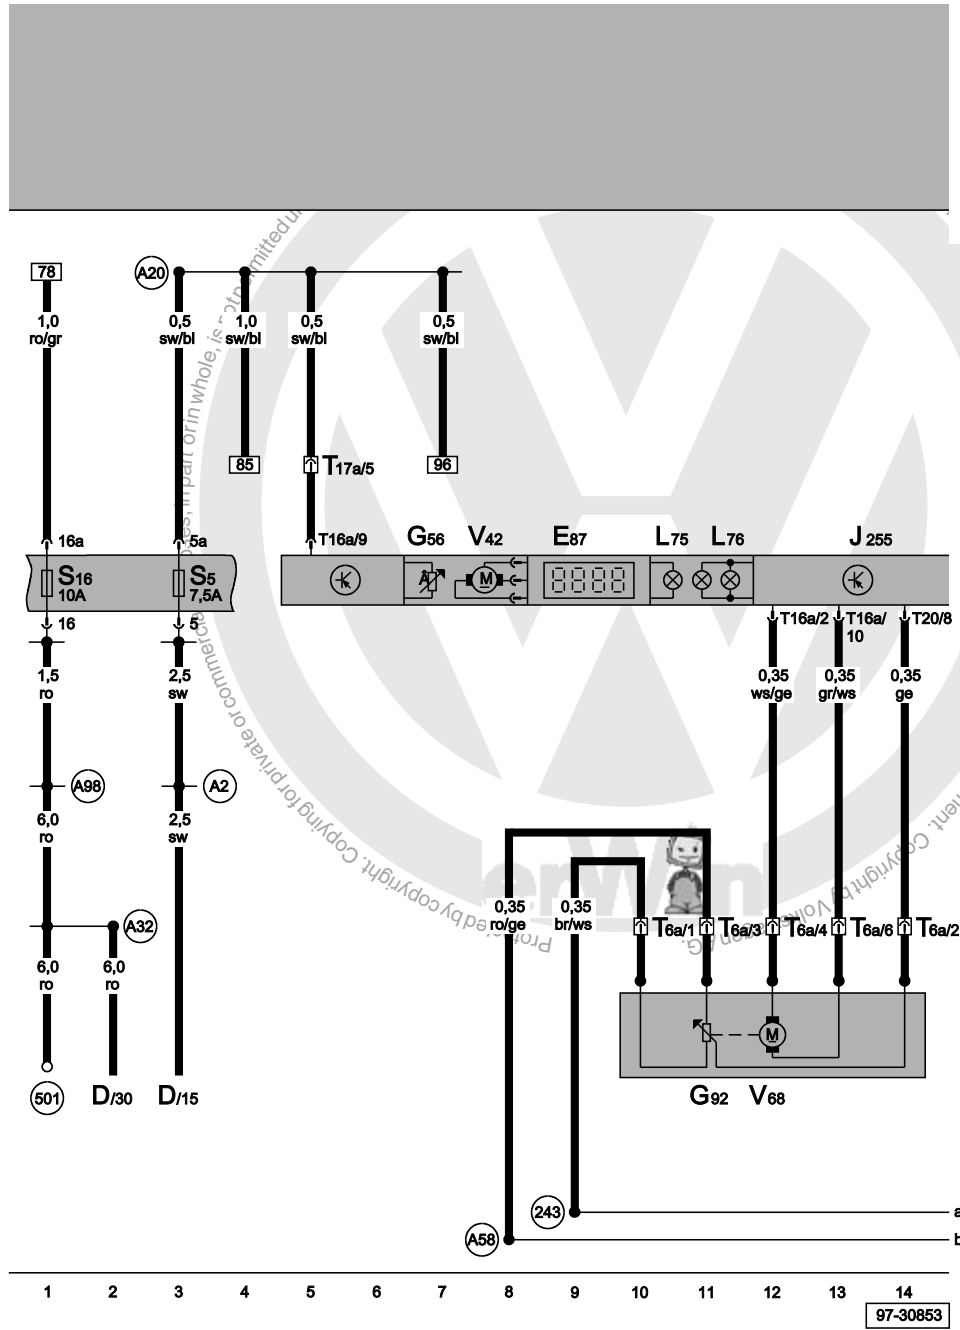 78
A20
1,0
ro/gr
0,5
sw/bl
1,0
sw/bl
0,5
sw/bl
0,5
sw/bl
85
T17a/5
96
16a
5a
T16a/9
G56
V42
E87
L75
L76
J255
S16
10A
S5
7,5A
M
16
5
T16a/2
T16a/
10
T20/8
1,5
ro
2,5
sw
0,35
ws/ge
0,35
gr/ws
0,35
ge
A98
A2
6,0
ro
2,5
sw
0,35
ro/ge
0,35
br/ws
A32
T6a/1
T6a/3
T6a/4
T6a/6
T6a/2
6,0
ro
6,0
ro
M
501
D/30
D/15
G92
V68
243
a
A58
b
1 2 3 4 5 6 7 8 9 10 11 12 13 14
97-30853